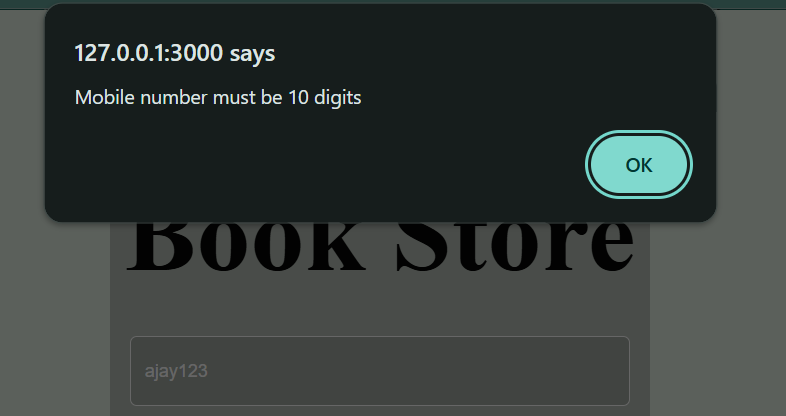 127.0.0.1:3000 says
Mobile number must be 10 digits
OK
Book Store
ajay123